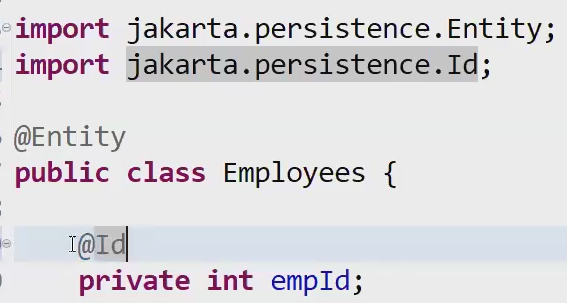 import jakarta.persistence.Entity;
import jakarta.persistence.Id;
@Entity
public class Employees {
@Id
private int empId;